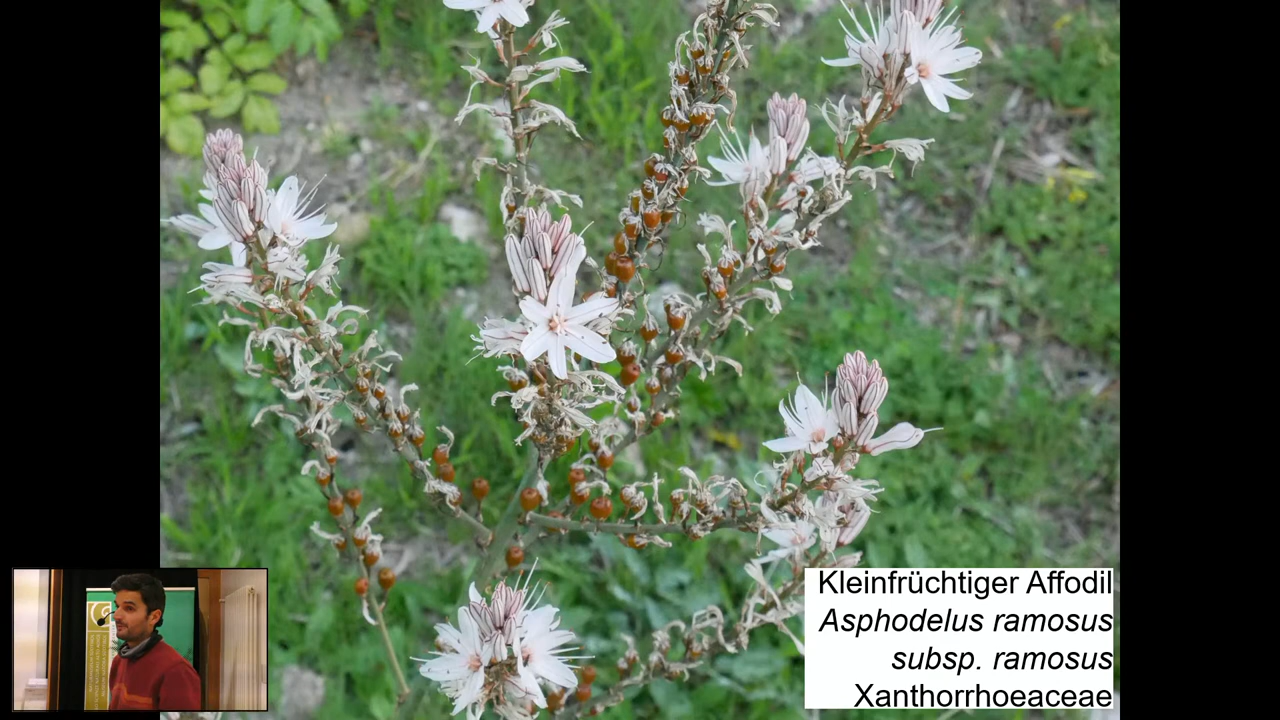 Kleinfrüchtiger Affodil
Asphodelus ramosus
subsp. ramosus
Xanthorrhoeaceae